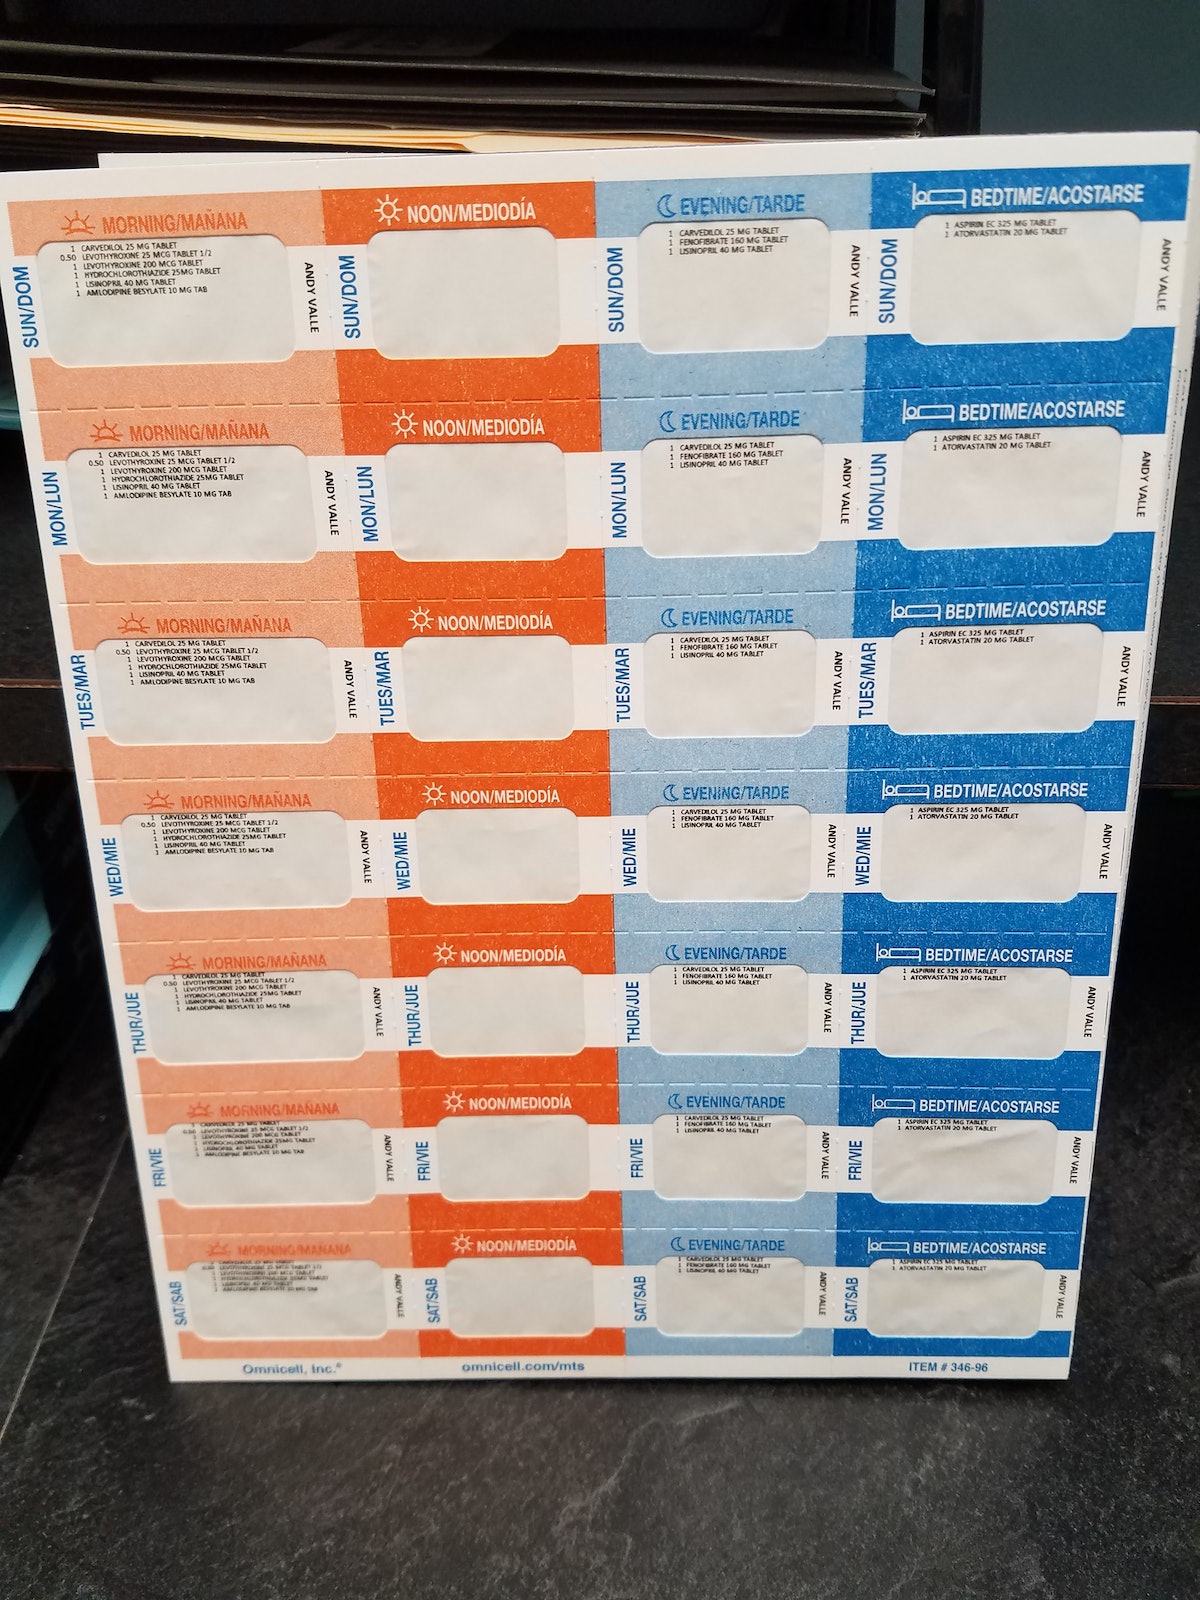 MORNING/MAÑANA
NOON/MEDIODÍA
EVENING/TARDE
BEDTIME/ACOSTARSE
SUN/DOM
1 CARVEDILOL 25 MG TABLET
0.50 LEVOTHYROXINE 25 MCG TABLET 1/2
1 LEVOTHYROXINE 200 MCG TABLET
1 HYDROCHLOROTHIAZIDE 25MG TABLET
1 LISINOPRIL 40 MG TABLET
1 AMLODIPINE BESYLATE 10 MG TAB
ANDY VALLE
SUN/DOM
SUN/DOM
1 CARVEDILOL 25 MG TABLET
1 FENOFIBRATE 160 MG TABLET
1 LISINOPRIL 40 MG TABLET
ANDY VALLE
SUN/DOM
1 ASPIRIN EC 325 MG TABLET
1 ATORVASTATIN 20 MG TABLET
ANDY VALLE
MORNING/MAÑANA
NOON/MEDIODÍA
EVENING/TARDE
BEDTIME/ACOSTARSE
MON/LUN
1 CARVEDILOL 25 MG TABLET
0.50 LEVOTHYROXINE 25 MCG TABLET 1/2
1 LEVOTHYROXINE 200 MCG TABLET
1 HYDROCHLOROTHIAZIDE 25MG TABLET
1 LISINOPRIL 40 MG TABLET
1 AMLODIPINE BESYLATE 10 MG TAB
ANDY VALLE
MON/LUN
MON/LUN
1 CARVEDILOL 25 MG TABLET
1 FENOFIBRATE 160 MG TABLET
1 LISINOPRIL 40 MG TABLET
ANDY VALLE
MON/LUN
1 ASPIRIN EC 325 MG TABLET
1 ATORVASTATIN 20 MG TABLET
ANDY VALLE
MORNING/MAÑANA
NOON/MEDIODÍA
EVENING/TARDE
BEDTIME/ACOSTARSE
TUES/MAR
1 CARVEDILOL 25 MG TABLET
0.50 LEVOTHYROXINE 25 MCG TABLET 1/2
1 LEVOTHYROXINE 200 MCG TABLET
1 HYDROCHLOROTHIAZIDE 25MG TABLET
1 LISINOPRIL 40 MG TABLET
1 AMLODIPINE BESYLATE 10 MG TAB
ANDY VALLE
TUES/MAR
TUES/MAR
1 CARVEDILOL 25 MG TABLET
1 FENOFIBRATE 160 MG TABLET
1 LISINOPRIL 40 MG TABLET
ANDY VALLE
TUES/MAR
1 ASPIRIN EC 325 MG TABLET
1 ATORVASTATIN 20 MG TABLET
ANDY VALLE
MORNING/MAÑANA
NOON/MEDIODÍA
EVENING/TARDE
BEDTIME/ACOSTARSE
WED/MIE
1 CARVEDILOL 25 MG TABLET
0.50 LEVOTHYROXINE 25 MCG TABLET 1/2
1 LEVOTHYROXINE 200 MCG TABLET
1 HYDROCHLOROTHIAZIDE 25MG TABLET
1 LISINOPRIL 40 MG TABLET
1 AMLODIPINE BESYLATE 10 MG TAB
ANDY VALLE
WED/MIE
WED/MIE
1 CARVEDILOL 25 MG TABLET
1 FENOFIBRATE 160 MG TABLET
1 LISINOPRIL 40 MG TABLET
ANDY VALLE
WED/MIE
1 ASPIRIN EC 325 MG TABLET
1 ATORVASTATIN 20 MG TABLET
ANDY VALLE
MORNING/MAÑANA
NOON/MEDIODÍA
EVENING/TARDE
BEDTIME/ACOSTARSE
THUR/JUE
1 CARVEDILOL 25 MG TABLET
0.50 LEVOTHYROXINE 25 MCG TABLET 1/2
1 LEVOTHYROXINE 200 MCG TABLET
1 HYDROCHLOROTHIAZIDE 25MG TABLET
1 LISINOPRIL 40 MG TABLET
1 AMLODIPINE BESYLATE 10 MG TAB
ANDY VALLE
THUR/JUE
THUR/JUE
1 CARVEDILOL 25 MG TABLET
1 FENOFIBRATE 160 MG TABLET
1 LISINOPRIL 40 MG TABLET
ANDY VALLE
THUR/JUE
1 ASPIRIN EC 325 MG TABLET
1 ATORVASTATIN 20 MG TABLET
ANDY VALLE
MORNING/MAÑANA
NOON/MEDIODÍA
EVENING/TARDE
BEDTIME/ACOSTARSE
FRI/VIE
1 CARVEDILOL 25 MG TABLET
0.50 LEVOTHYROXINE 25 MCG TABLET 1/2
1 LEVOTHYROXINE 200 MCG TABLET
1 HYDROCHLOROTHIAZIDE 25MG TABLET
1 LISINOPRIL 40 MG TABLET
1 AMLODIPINE BESYLATE 10 MG TAB
ANDY VALLE
FRI/VIE
FRI/VIE
1 CARVEDILOL 25 MG TABLET
1 FENOFIBRATE 160 MG TABLET
1 LISINOPRIL 40 MG TABLET
ANDY VALLE
FRI/VIE
1 ASPIRIN EC 325 MG TABLET
1 ATORVASTATIN 20 MG TABLET
ANDY VALLE
MORNING/MAÑANA
NOON/MEDIODÍA
EVENING/TARDE
BEDTIME/ACOSTARSE
SAT/SAB
1 AMLODIPINE BESYLATE 10 MG TAB
ANDY VALLE
SAT/SAB
SAT/SAB
1 CARVEDILOL 25 MG TABLET
1 FENOFIBRATE 160 MG TABLET
1 LISINOPRIL 40 MG TABLET
ANDY VALLE
SAT/SAB
1 ASPIRIN EC 325 MG TABLET
1 ATORVASTATIN 20 MG TABLET
ANDY VALLE
Omnicell, Inc.®
omnicell.com/mts
ITEM # 346-96